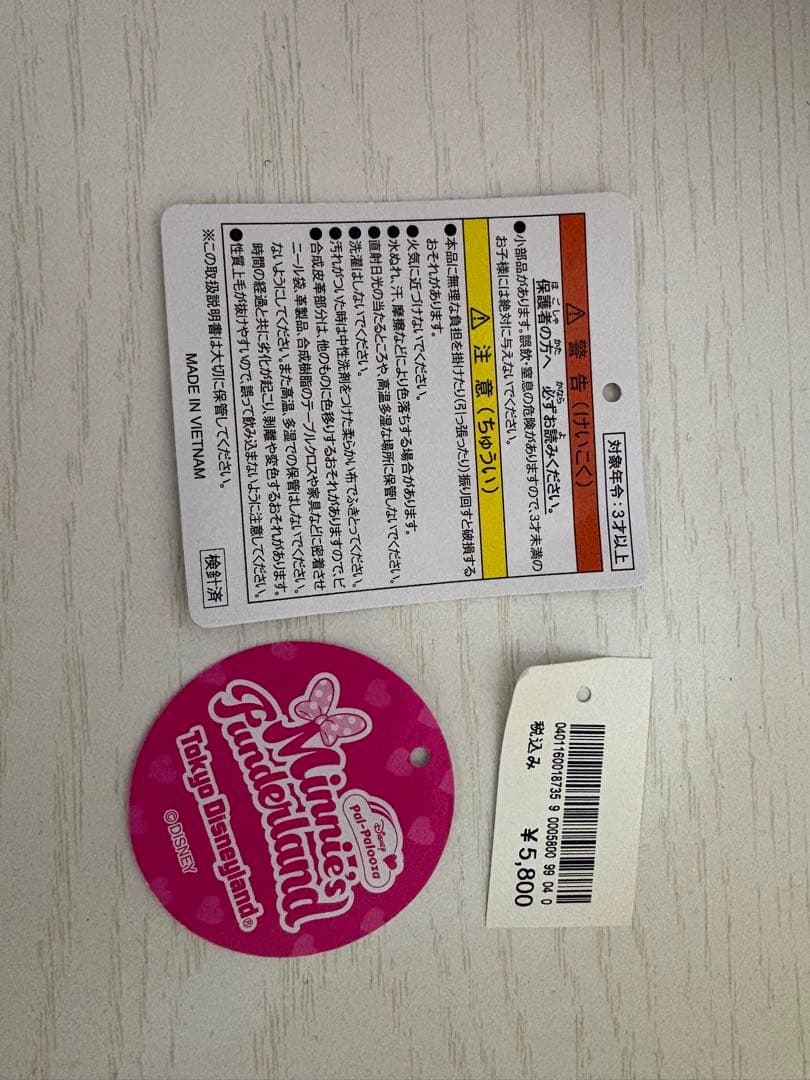 対象年令：3才以上
⚠ 警告（けいこく）
ほごしゃ かた かなら よ
保護者の方へ 必ずお読みください。
●小部品があります。誤飲・窒息の危険がありますので、3才未満の
お子様には絶対に与えないでください。
⚠ 注意（ちゅうい）
●本品に無理な負担を掛けたり（引っ張ったり）振り回すと破損する
おそれがあります。
●火気に近づけないでください。
●水ぬれ、汗、摩擦などにより色落ちする場合があります。
●直射日光の当たるところや、高温多湿な場所に保管しないでください。
●洗濯はしないでください。
●汚れがついた時は中性洗剤をつけた柔らかい布でふきとってください。
●合成皮革部分は、他のものに色移りするおそれがありますので、ビ
ニール袋、革製品、合成樹脂のテーブルクロスや家具などに密着させ
ないようにしてください。また高温、多湿での保管はしないでください。
時間の経過と共に劣化が起こり、剥離や変色するおそれがあります。
●性質上毛が抜けやすいので、誤って飲み込まないように注意してください。
※この取扱説明書は大切に保管してください。
MADE IN VIETNAM
検針済
Disney
Pal-Palooza
Minnie's
Funderland
Tokyo Disneyland®
©DISNEY
0401160018735 9 0005800 99 04 0
税込み ¥5,800